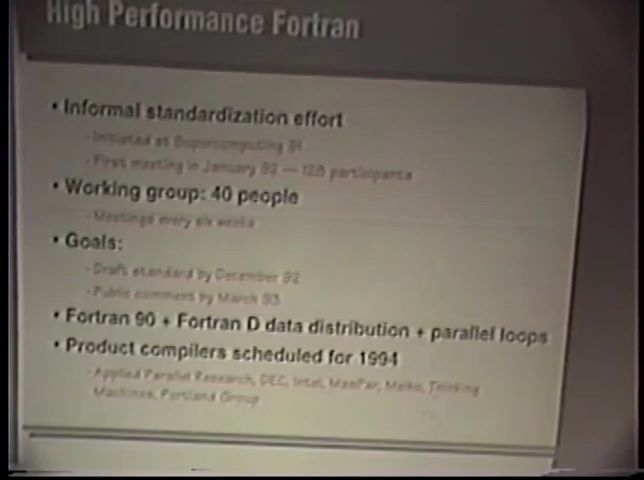 High Performance Fortran
• Informal standardization effort
- Initiated at Supercomputing 91
- First meeting in January 92 — 128 participants
• Working group: 40 people
- Meetings every six weeks
• Goals:
- Draft standard by December 92
- Public comment by March 93
• Fortran 90 + Fortran D data distribution + parallel loops
• Product compilers scheduled for 1994
- Applied Parallel Research, DEC, Intel, MasPar, Meiko, Thinking
Machines, Portland Group